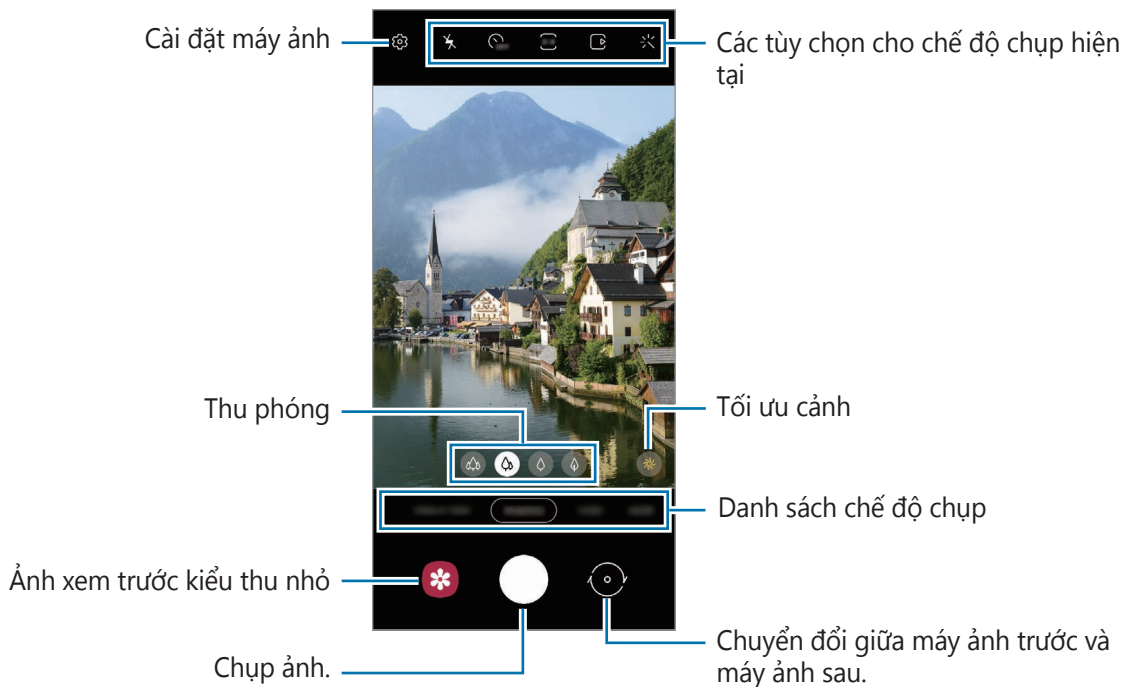 Cài đặt máy ảnh
Các tùy chọn cho chế độ chụp hiện
tại
OFF
Thu phóng
Tối ưu cảnh
Danh sách chế độ chụp
Ảnh xem trước kiểu thu nhỏ
Chụp ảnh.
Chuyển đổi giữa máy ảnh trước và
máy ảnh sau.